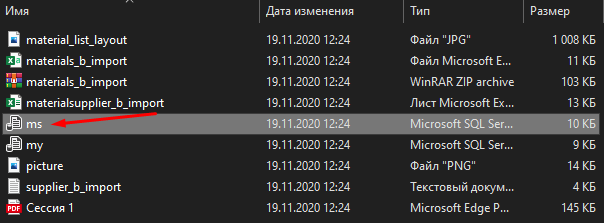 Имя Дата изменения Тип Размер
material_list_layout 19.11.2020 12:24 Файл "JPG" 1 008 КБ
materials_b_import 19.11.2020 12:24 Файл Microsoft E... 11 КБ
materials_b_import 19.11.2020 12:24 WinRAR ZIP archive 103 КБ
materialsupplier_b_import 19.11.2020 12:24 Лист Microsoft Ex... 13 КБ
ms 19.11.2020 12:24 Microsoft SQL Ser... 10 КБ
my 19.11.2020 12:24 Microsoft SQL Ser... 9 КБ
picture 19.11.2020 12:24 Файл "PNG" 4 КБ
supplier_b_import 19.11.2020 12:24 Текстовый докум... 4 КБ
PDF Сессия 1 19.11.2020 12:24 Microsoft Edge P... 145 КБ